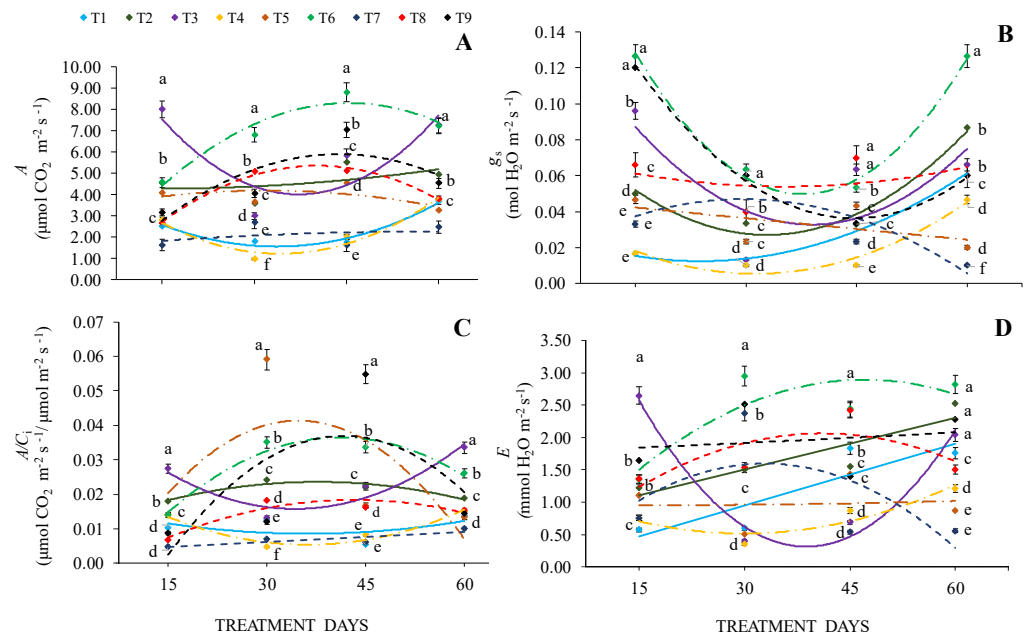 T1 T2 T3 T4 T5 T6 T7 T8 T9
A
A
(µmol CO2 m-2 s-1)
10.00
9.00
8.00
7.00
6.00
5.00
4.00
3.00
2.00
1.00
0.00
a
b
c
a
b
c
d
f
a
b
c
d
e
a
b
c
B
gs
(mol H2O m-2 s-1)
0.14
0.12
0.10
0.08
0.06
0.04
0.02
0.00
a
a
b
c
d
e
e
a
b
c
c
d
a
a
b
c
d
e
a
b
c
d
d
f
C
A/Ci
(µmol CO2 m-2 s-1/ µmol m-2 s-1)
0.07
0.06
0.05
0.04
0.03
0.02
0.01
0.00
a
b
c
d
a
b
c
d
e
f
a
b
c
d
e
a
b
c
d
15 30 45 60
TREATMENT DAYS
D
E
(mmol H2O m-2 s-1)
3.50
3.00
2.50
2.00
1.50
1.00
0.50
0.00
a
b
c
c
a
b
c
d
a
b
c
d
d
a
a
a
b
b
c
15 30 45 60
TREATMENT DAYS